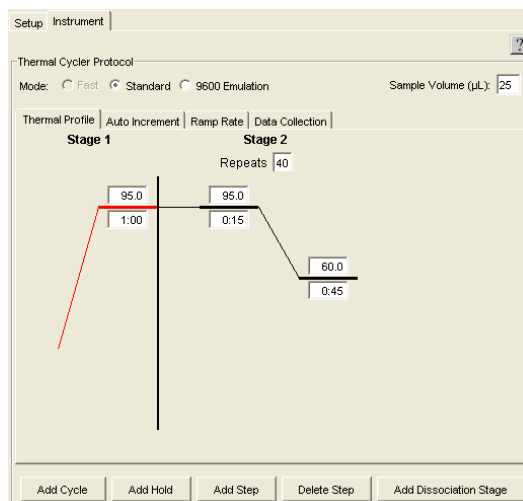 Setup Instrument
?
Thermal Cycler Protocol
Mode: Fast Standard 9600 Emulation Sample Volume (µL): 25
Thermal Profile Auto Increment Ramp Rate Data Collection
Stage 1 Stage 2
Repeats 40
95.0 95.0
1:00 0:15
60.0
0:45
Add Cycle Add Hold Add Step Delete Step Add Dissociation Stage